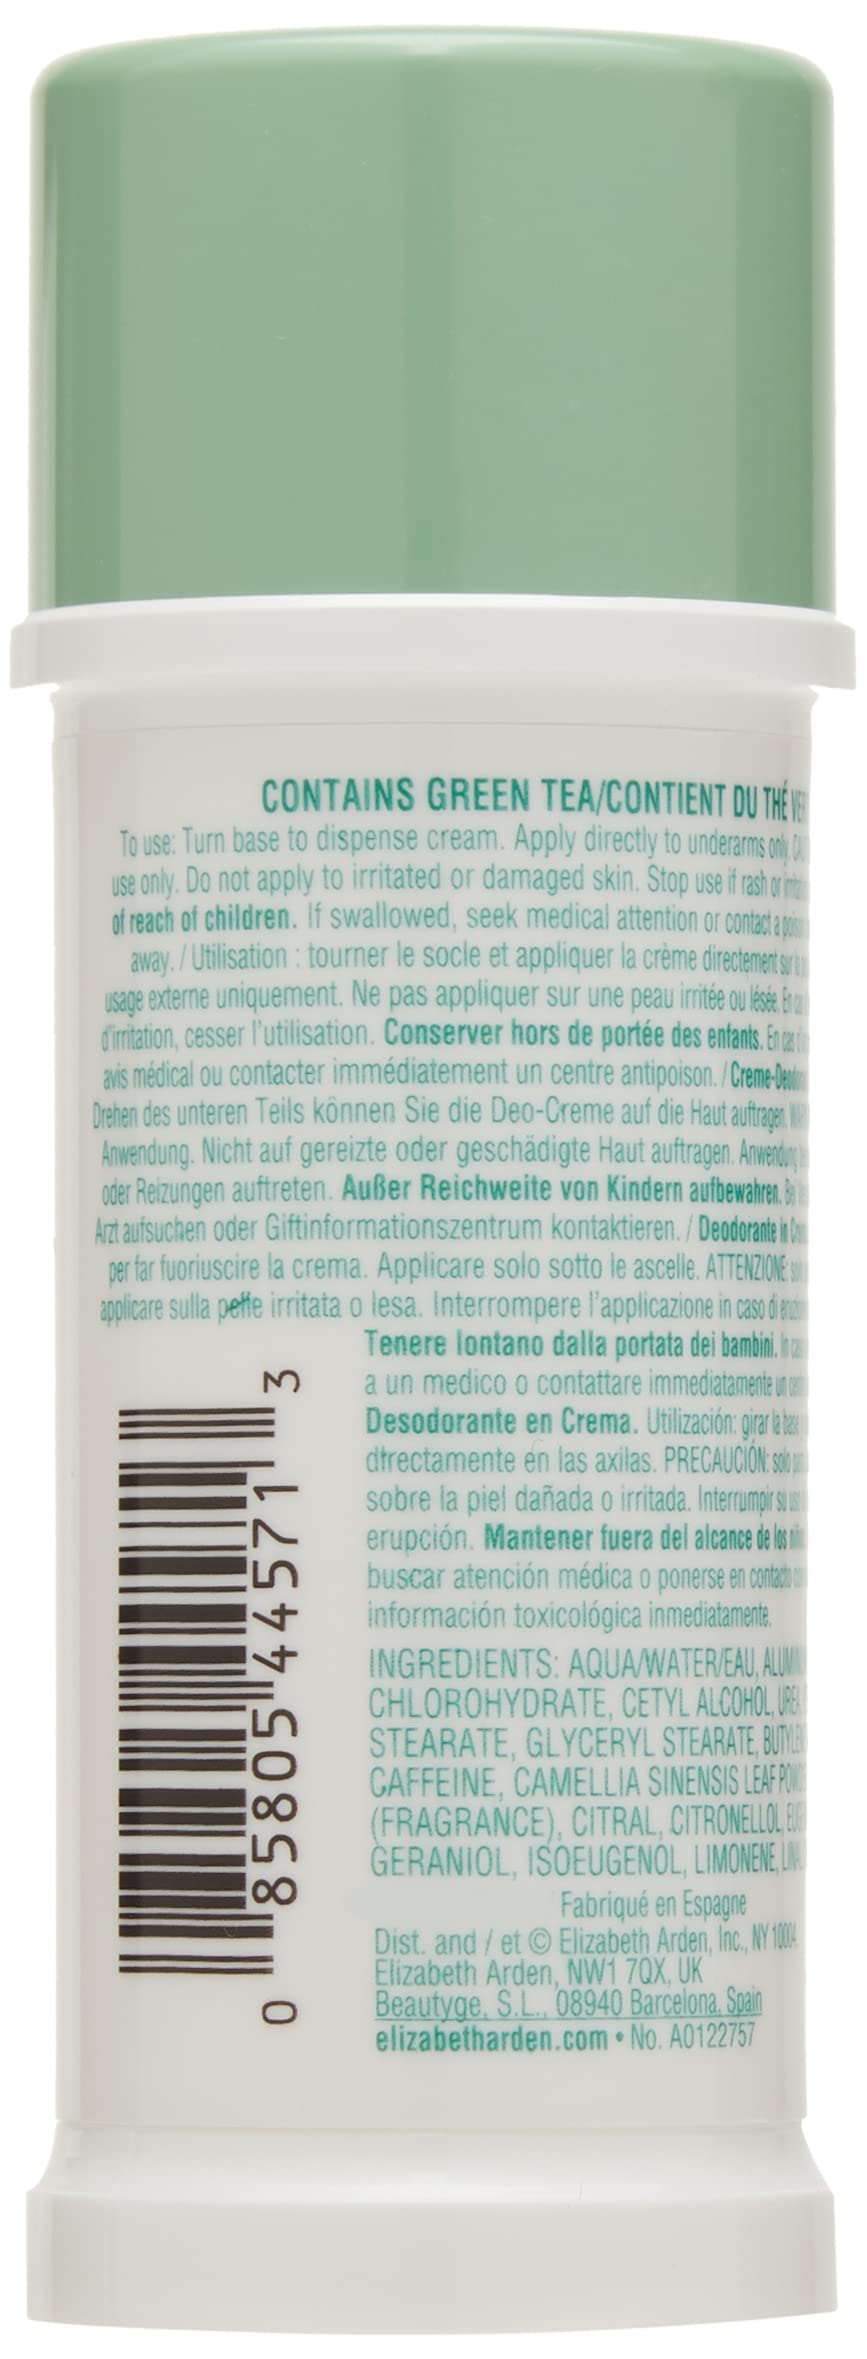 CONTAINS GREEN TEA/CONTIENT DU THÉ
To use: Turn base to dispense cream. Apply directly to underarms only.
use only. Do not apply to irritated or damaged skin. Stop use if rash or
of reach of children. If swallowed, seek medical attention or contact a
away. / Utilisation : tourner le socle et appliquer la crème directement sur
usage externe uniquement. Ne pas appliquer sur une peau irritée ou lésée. En
d'irritation, cesser l'utilisation. Conserver hors de portée des enfants. En cas
avis médical ou contacter immédiatement un centre antipoison. / Creme-
Drehen des unteren Teils können Sie die Deo-Creme auf die Haut auftragen.
Anwendung. Nicht auf gereizte oder geschädigte Haut auftragen. Anwendung
oder Reizungen auftreten. Außer Reichweite von Kindern aufbewahren.
Arzt aufsuchen oder Giftinformationszentrum kontaktieren. / Deodorante in
per far fuoriuscire la crema. Applicare solo sotto le ascelle. ATTENZIONE:
applicare sulla pelle irritata o lesa. Interrompere l'applicazione in caso di
Tenere lontano dalla portata dei bambini.
a un medico o contattare immediatamente un
Desodorante en Crema. Utilización: girar la base
directamente en las axilas. PRECAUCIÓN: solo
sobre la piel dañada o irritada. Interrumpir su
erupción. Mantener fuera del alcance de los
buscar atención médica o ponerse en contacto
información toxicológica inmediatamente.
INGREDIENTS: AQUA/WATER/EAU,
CHLOROHYDRATE, CETYL ALCOHOL, UREA,
STEARATE, GLYCERYL STEARATE,
CAFFEINE, CAMELLIA SINENSIS LEAF
(FRAGRANCE), CITRAL, CITRONELLOL,
GERANIOL, ISOEUGENOL, LIMONENE,
Fabriqué en Espagne
Dist. and / et © Elizabeth Arden, Inc., NY 10004
Elizabeth Arden, NW1 7QX, UK
Beautyge, S.L., 08940 Barcelona, Spain
elizabetharden.com • No. A0122757
0 85805 44571 3